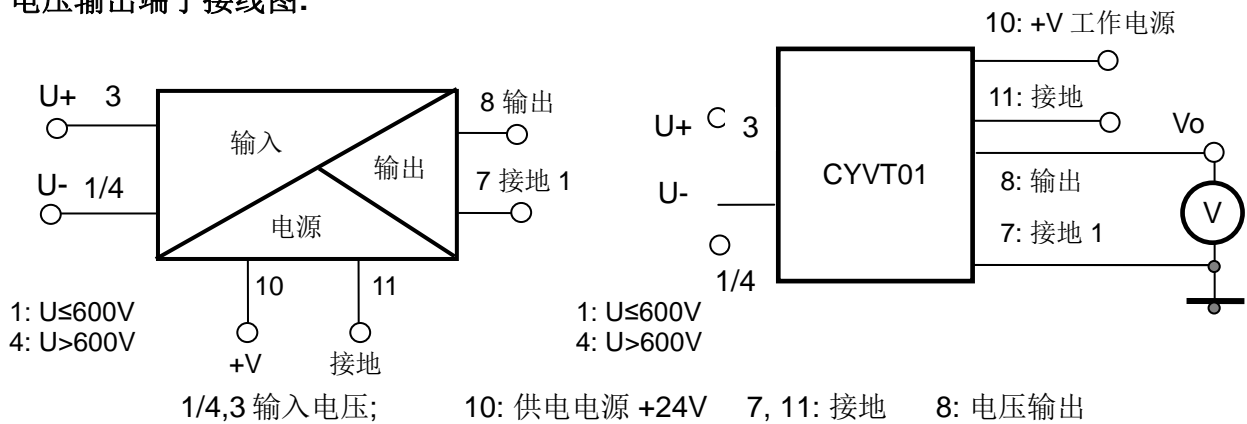 电压输出端子接线图:
U+ 3
U- 1/4
输入
输出
电源
8 输出
7 接地 1
10
11
+V
接地
1: U≤600V
4: U>600V
10: +V 工作电源
11: 接地
U+ 3
U-
1/4
CYVT01
8: 输出
7: 接地 1
Vo
V
1: U≤600V
4: U>600V
1/4,3 输入电压; 10: 供电电源 +24V 7, 11: 接地 8: 电压输出